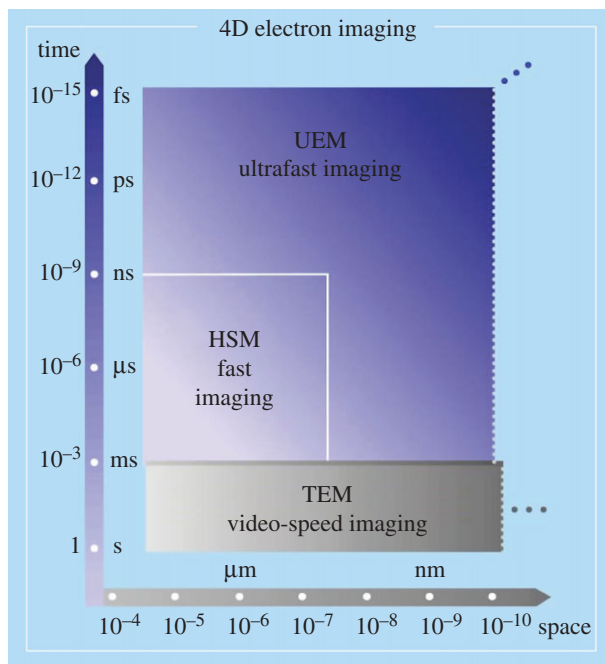 4D electron imaging
time
10⁻¹⁵ fs
UEM
ultrafast imaging
10⁻¹² ps
10⁻⁹ ns
HSM
fast
imaging
10⁻⁶ μs
10⁻³ ms
TEM
video-speed imaging
1 s
μm nm
10⁻⁴ 10⁻⁵ 10⁻⁶ 10⁻⁷ 10⁻⁸ 10⁻⁹ 10⁻¹⁰ space